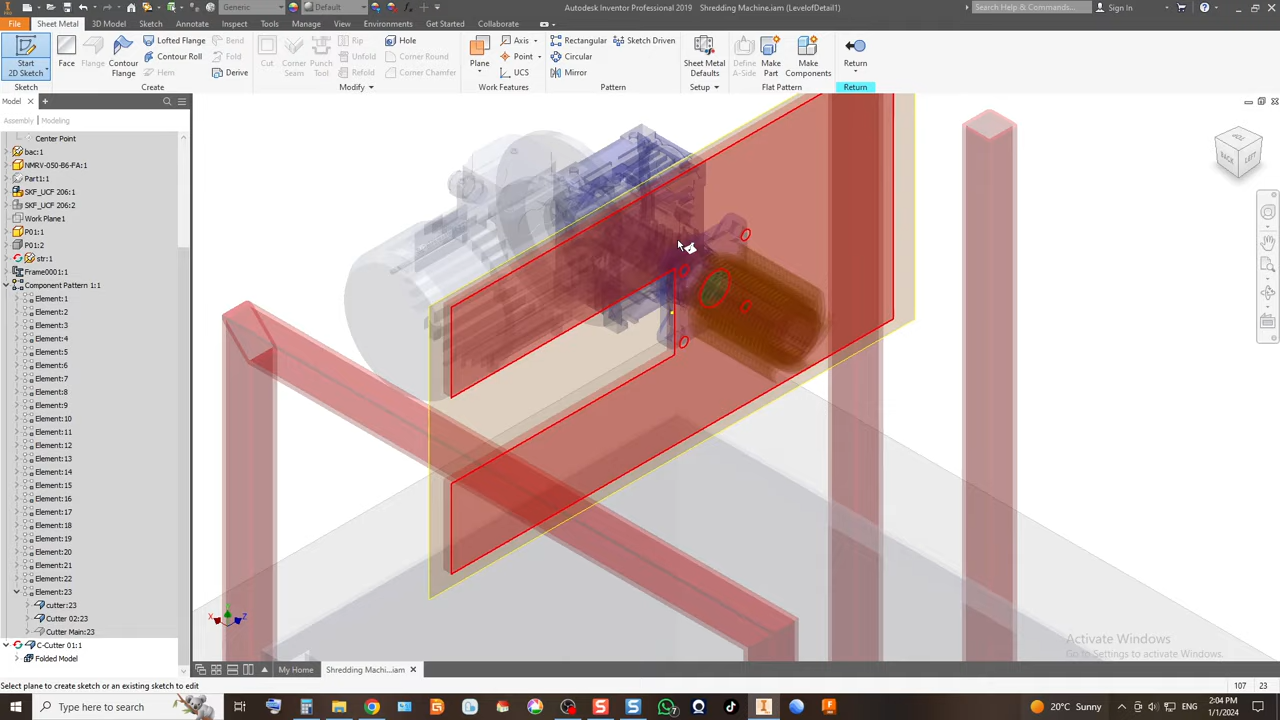 Generic
Default
Autodesk Inventor Professional 2019   Shredding Machine.iam (LevelofDetail1)
Search Help & Commands...
Sign In
File
Sheet Metal
3D Model
Sketch
Annotate
Inspect
Tools
Manage
View
Environments
Get Started
Collaborate
Start
2D Sketch
Face
Flange
Contour
Flange
Lofted Flange
Contour Roll
Hem
Bend
Fold
Derive
Cut
Corner
Seams
Punch
Tool
Rip
Unfold
Refold
Hole
Corner Round
Corner Chamfer
Plane
Axis
Point
UCS
Rectangular
Circular
Mirror
Sketch Driven
Sheet Metal
Defaults
Define
A-Side
Make
Part
Make
Components
Return
Sketch
Create
Modify
Work Features
Pattern
Setup
Flat Pattern
Return
Model
Assembly
Modeling
Center Point
bac:1
NMRV-050-B6-FA:1
Part1:1
SKF_UCF 206:1
SKF_UCF 206:2
Work Plane1
P01:1
P01:2
str:1
Frame0001:1
Component Pattern 1:1
Element:1
Element:2
Element:3
Element:4
Element:5
Element:6
Element:7
Element:8
Element:9
Element:10
Element:11
Element:12
Element:13
Element:14
Element:15
Element:16
Element:17
Element:18
Element:19
Element:20
Element:21
Element:22
Element:23
cutter:23
Cutter 02:23
Cutter Main:23
C-Cutter 01:1
Folded Model
BACK
LEFT
X
Z
Activate Windows
Go to Settings to activate Windows.
My Home
Shredding Machi...iam
Select plane to create sketch or an existing sketch to edit
107
23
Type here to search
20°C Sunny
ENG
2:04 PM
1/1/2024